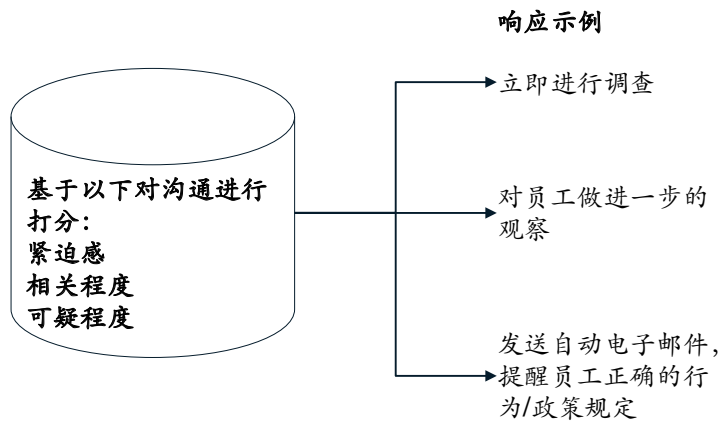 响应示例
立即进行调查
基于以下对沟通进行
打分：
紧迫感
相关程度
可疑程度
对员工做进一步的
观察
发送自动电子邮件，
提醒员工正确的行
为/政策规定